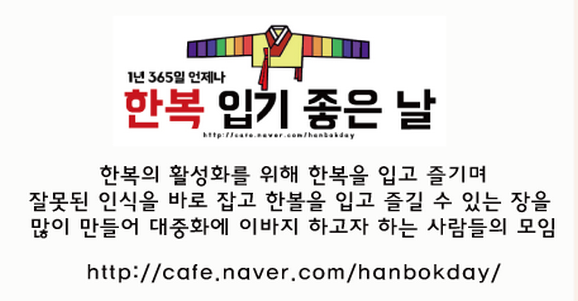 1년 365일 언제나
한복 입기 좋은 날
http://cafe.naver.com/hanbokday
한복의 활성화를 위해 한복을 입고 즐기며
잘못된 인식을 바로 잡고 한볼을 입고 즐길 수 있는 장을
많이 만들어 대중화에 이바지 하고자 하는 사람들의 모임
http://cafe.naver.com/hanbokday/